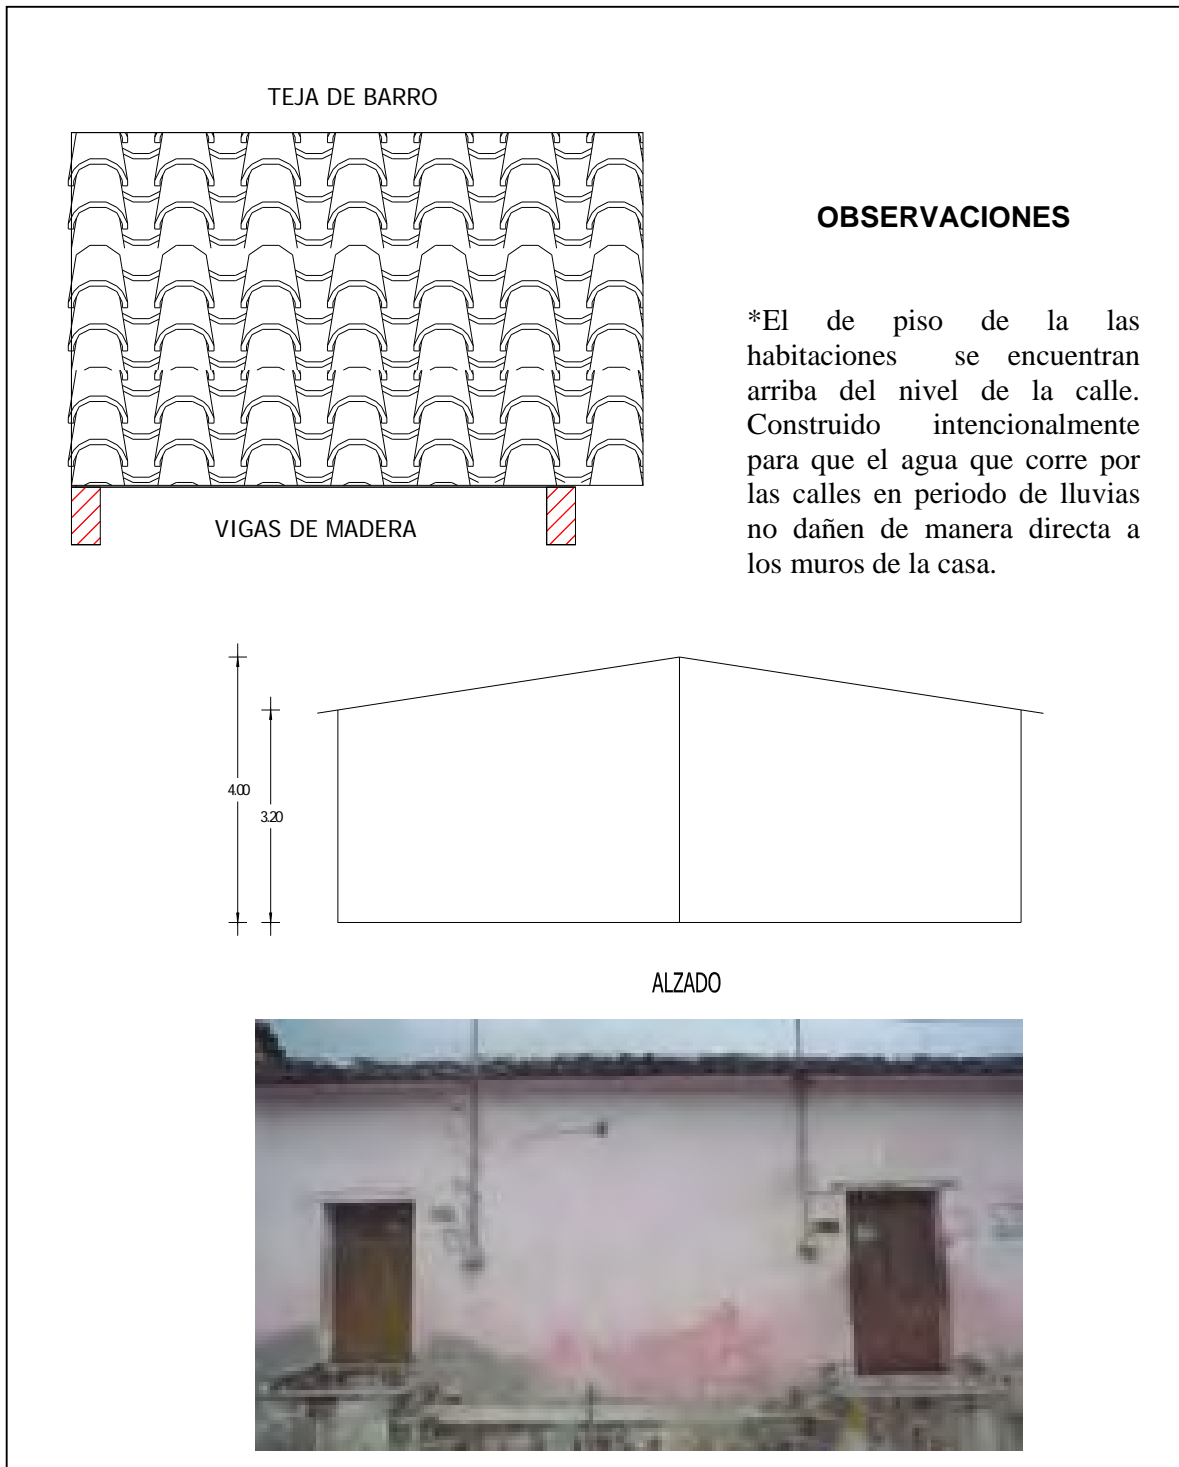 TEJA DE BARRO
OBSERVACIONES
*El de piso de la las
habitaciones se encuentran
arriba del nivel de la calle.
Construido intencionalmente
para que el agua que corre por
las calles en periodo de lluvias
no dañen de manera directa a
los muros de la casa.
VIGAS DE MADERA
4.00
3.20
ALZADO